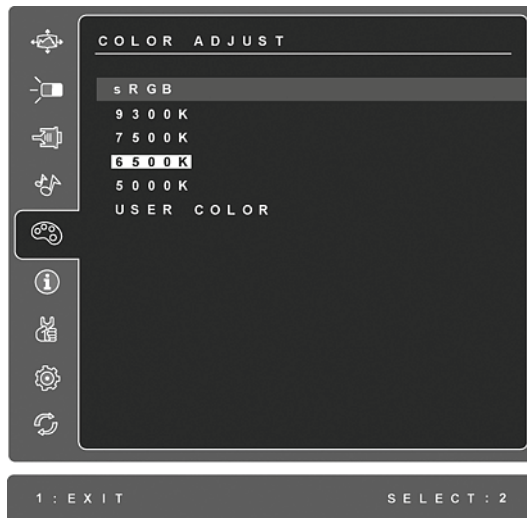 COLOR ADJUST
sRGB
9300K
7500K
6500K
5000K
USER COLOR
1:EXIT SELECT:2